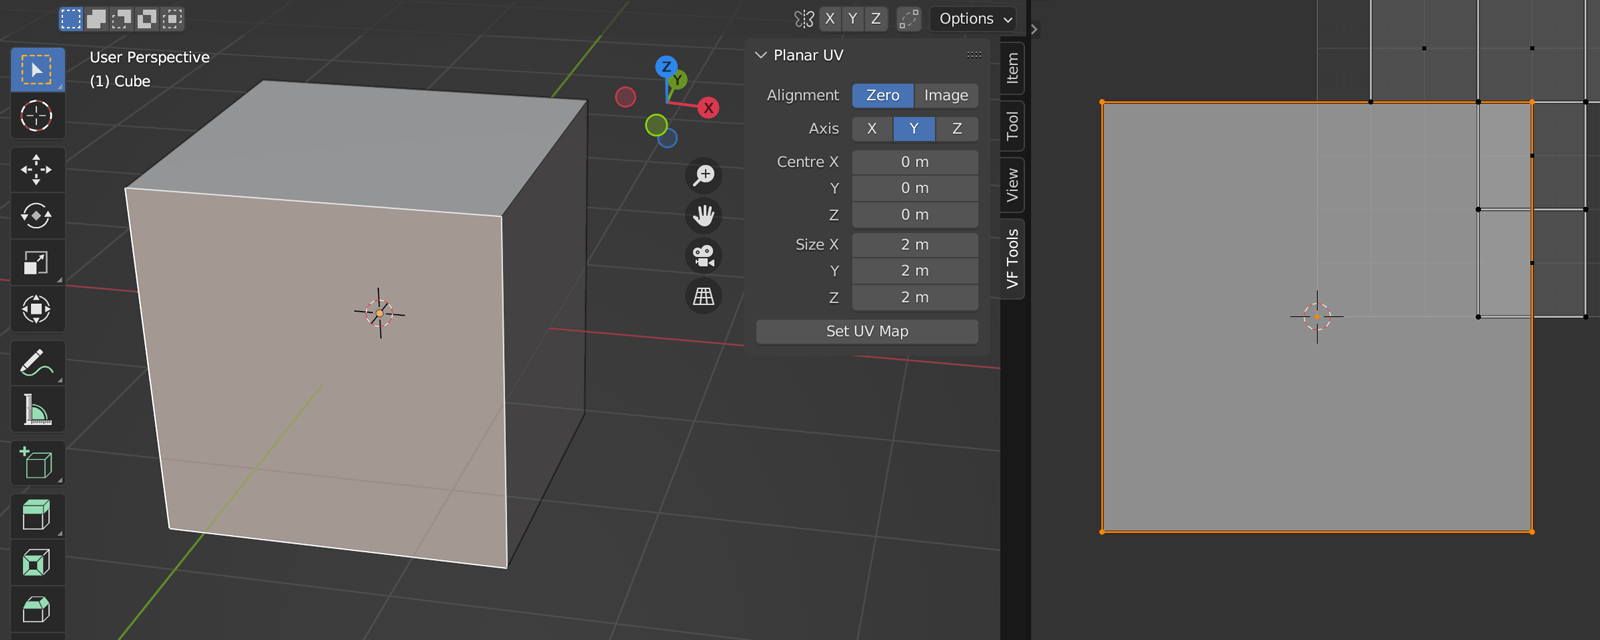 X Y Z
Options
User Perspective
(1) Cube
Z
Y
X
Planar UV
Alignment Zero Image
Axis X Y Z
Centre X 0 m
Y 0 m
Z 0 m
Size X 2 m
Y 2 m
Z 2 m
Set UV Map
Item
Tool
View
VF Tools